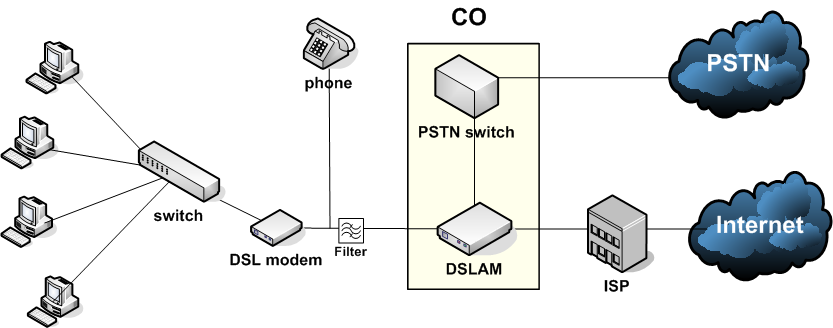 CO
PSTN
phone
PSTN switch
switch
Internet
DSL modem
Filter
DSLAM
ISP